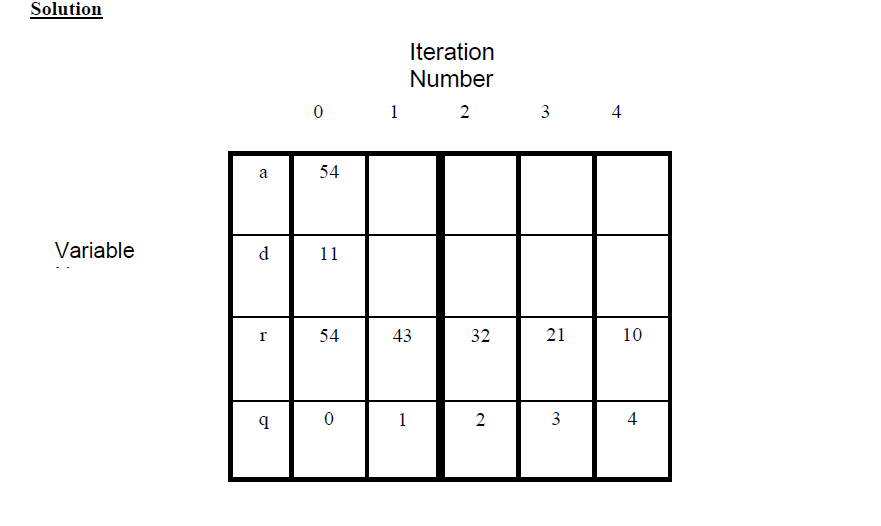 Solution
Iteration
Number
0 1 2 3 4
a 54
Variable
d 11
r 54 43 32 21 10
q 0 1 2 3 4